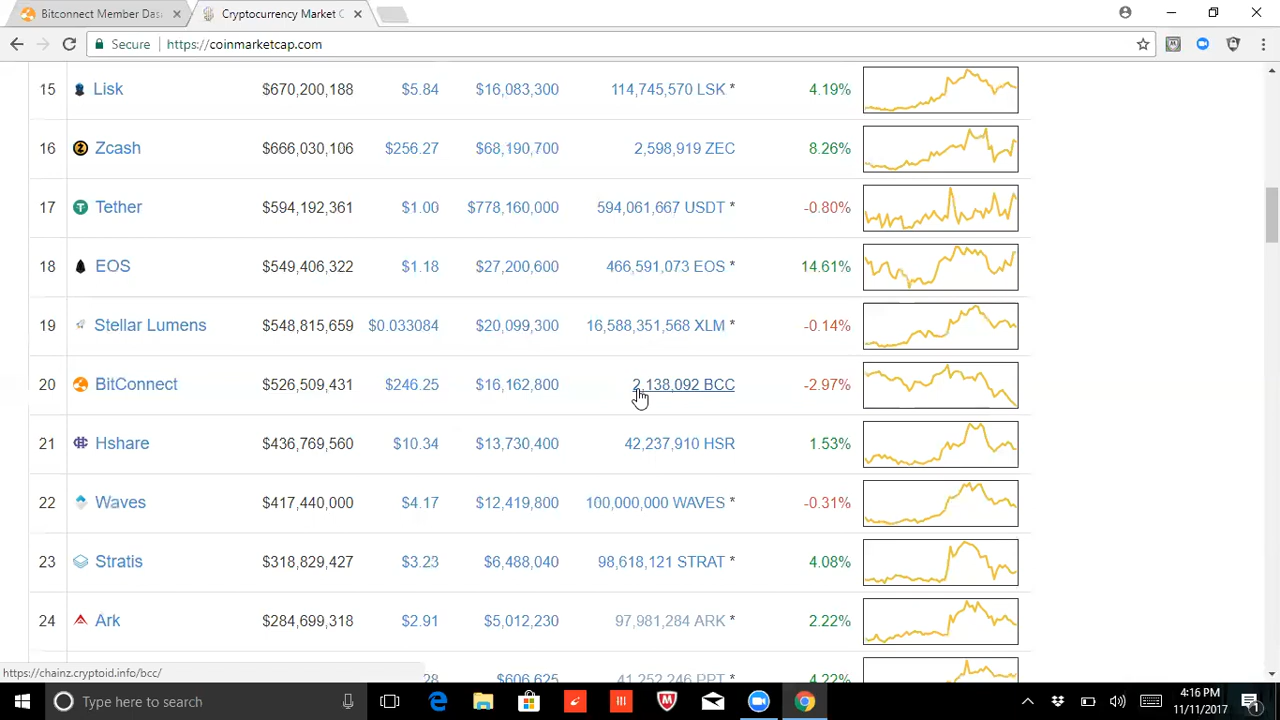 Bitconnect Member Das
Cryptocurrency Market C
Secure
https://coinmarketcap.com
15 Lisk $670,200,188 $5.84 $16,083,300 114,745,570 LSK * 4.19%
16 Zcash $666,030,106 $256.27 $68,190,700 2,598,919 ZEC 8.26%
17 Tether $594,192,361 $1.00 $778,160,000 594,061,667 USDT * -0.80%
18 EOS $549,406,322 $1.18 $27,200,600 466,591,073 EOS * 14.61%
19 Stellar Lumens $548,815,659 $0.033084 $20,099,300 16,588,351,568 XLM * -0.14%
20 BitConnect $526,509,431 $246.25 $16,162,800 2,138,092 BCC -2.97%
21 Hshare $436,769,560 $10.34 $13,730,400 42,237,910 HSR 1.53%
22 Waves $417,440,000 $4.17 $12,419,800 100,000,000 WAVES * -0.31%
23 Stratis $318,829,427 $3.23 $6,488,040 98,618,121 STRAT * 4.08%
24 Ark $284,699,318 $2.91 $5,012,230 97,981,284 ARK * 2.22%
28 $606,625 41,252,246 PPT * 4.22%
https://chainz.cryptoid.info/bcc/
Type here to search
4:16 PM
11/11/2017